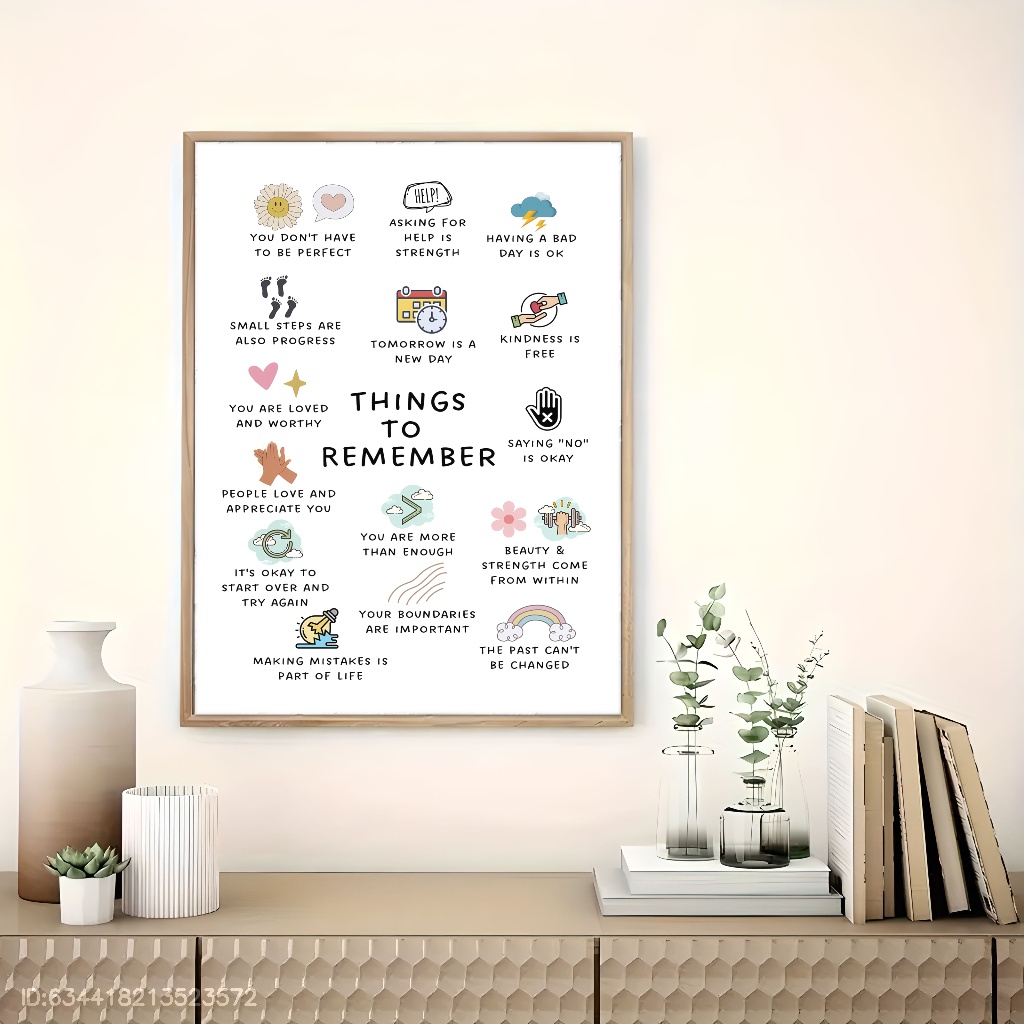 HELP!
YOU DON'T HAVE
TO BE PERFECT
ASKING FOR
HELP IS
STRENGTH
HAVING A BAD
DAY IS OK
SMALL STEPS ARE
ALSO PROGRESS
TOMORROW IS A
NEW DAY
KINDNESS IS
FREE
YOU ARE LOVED
AND WORTHY
THINGS
TO
REMEMBER
SAYING "NO"
IS OKAY
PEOPLE LOVE AND
APPRECIATE YOU
YOU ARE MORE
THAN ENOUGH
BEAUTY &
STRENGTH COME
FROM WITHIN
IT'S OKAY TO
START OVER AND
TRY AGAIN
YOUR BOUNDARIES
ARE IMPORTANT
THE PAST CAN'T
BE CHANGED
MAKING MISTAKES IS
PART OF LIFE
ID:634418213523572